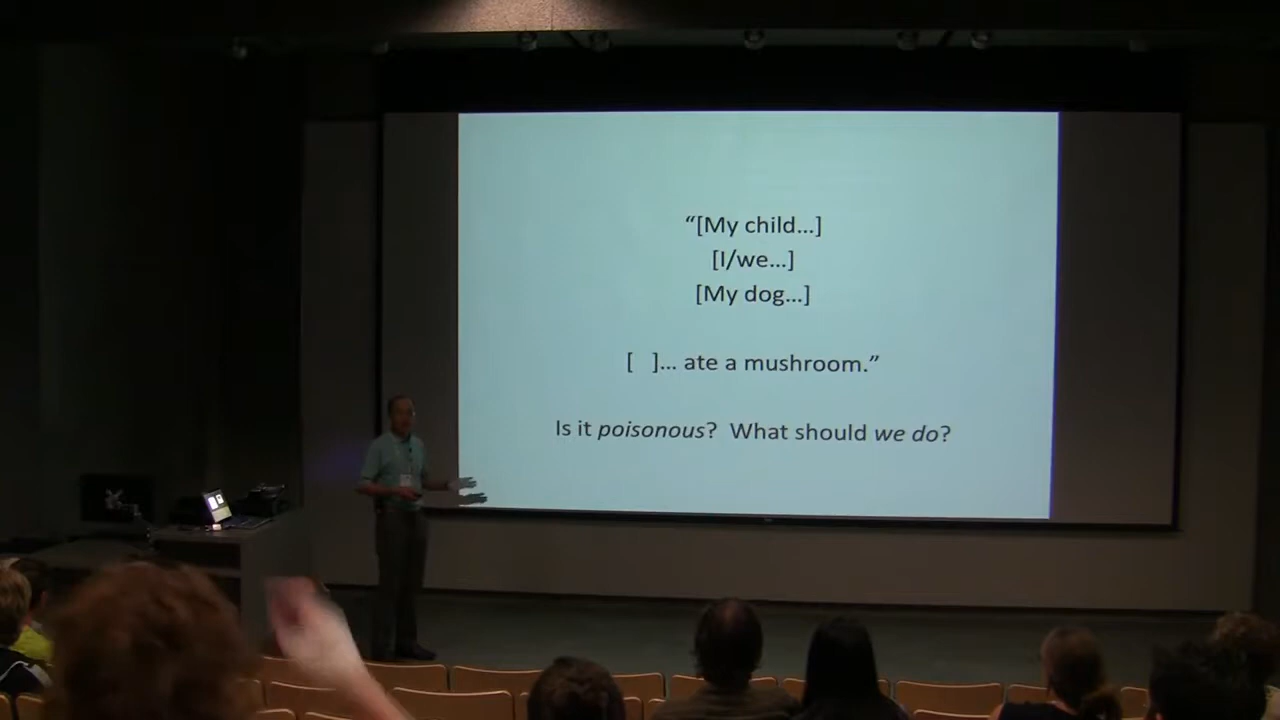 “[My child...]
[I/we...]
[My dog...]
[ ]... ate a mushroom.”
Is it poisonous? What should we do?